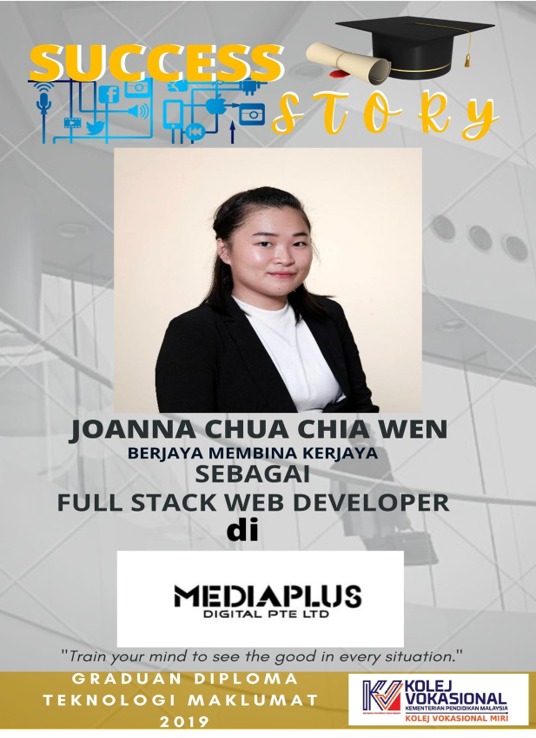 SUCCESS
STORY
JOANNA CHUA CHIA WEN
BERJAYA MEMBINA KERJAYA
SEBAGAI
FULL STACK WEB DEVELOPER
di
MEDIAPLUS
DIGITAL PTE LTD
"Train your mind to see the good in every situation."
GRADUAN DIPLOMA
TEKNOLOGI MAKLUMAT
2019
KV
KOLEJ
VOKASIONAL
KEMENTERIAN PENDIDIKAN MALAYSIA
KOLEJ VOKASIONAL MIRI